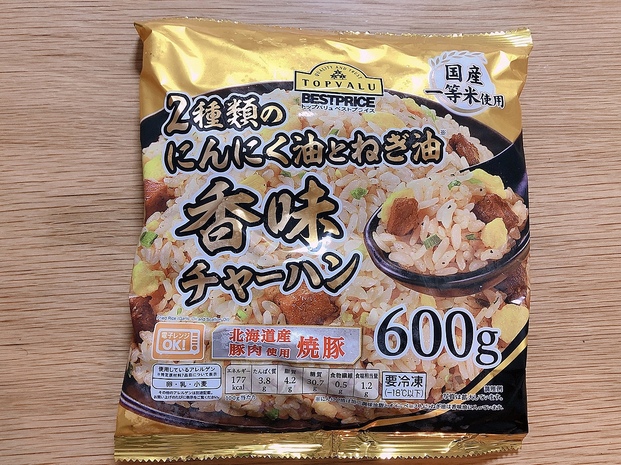 TOPVALU
BESTPRICE
トップバリュ ベストプライス
国産
一等米使用
2種類の
にんにく油とねぎ油
香味
チャーハン
電子レンジ
OK!
北海道産
豚肉使用
焼豚
600g
使用しているアレルゲン
卵・乳・小麦
エネルギー
177
kcal
たんぱく質
3.8
g
脂質
4.2
g
糖質
30.7
g
食物繊維
0.5
g
食塩相当量
1.2
g
要冷凍
(-18℃以下)